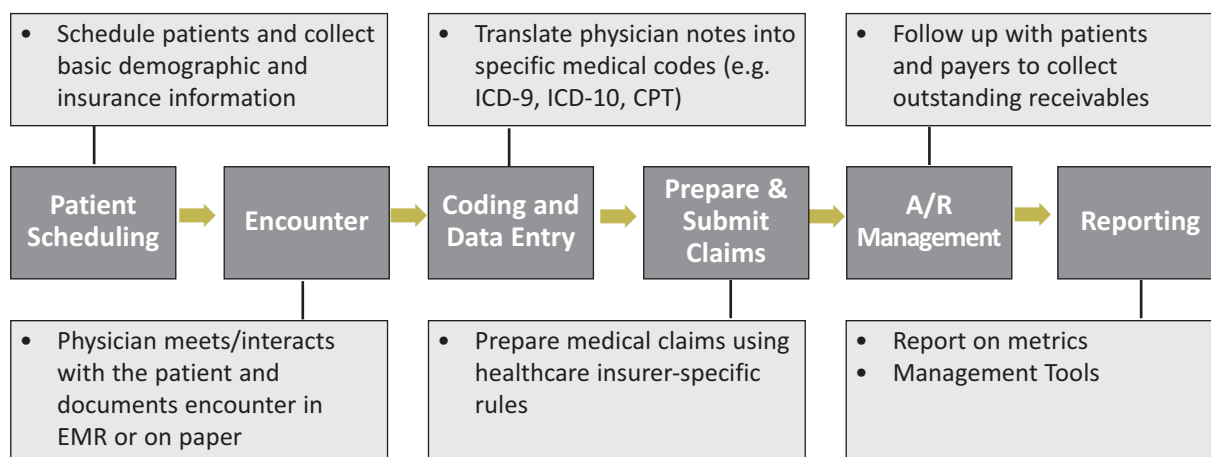 • Schedule patients and collect
basic demographic and
insurance information
• Translate physician notes into
specific medical codes (e.g.
ICD-9, ICD-10, CPT)
• Follow up with patients
and payers to collect
outstanding receivables
Patient
Scheduling
Encounter
Coding and
Data Entry
Prepare &
Submit
Claims
A/R
Management
Reporting
• Physician meets/interacts
with the patient and
documents encounter in
EMR or on paper
• Prepare medical claims using
healthcare insurer-specific
rules
• Report on metrics
• Management Tools